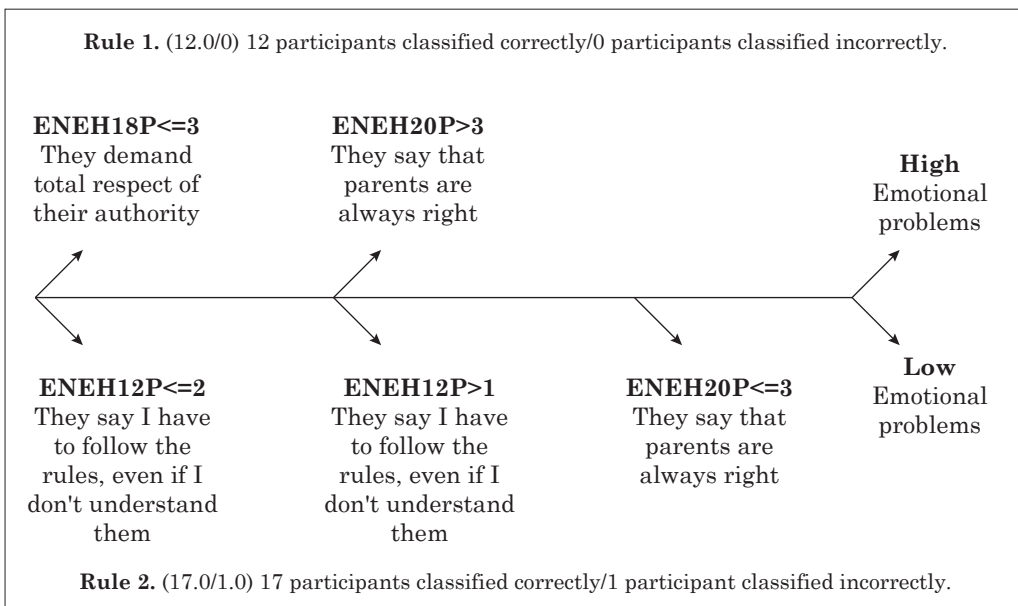 Rule 1. (12.0/0) 12 participants classified correctly/0 participants classified incorrectly.
ENEH18P<=3
They demand
total respect of
their authority
ENEH20P>3
They say that
parents are
always right
High
Emotional
problems
ENEH12P<=2
They say I have
to follow the
rules, even if I
don't understand
them
ENEH12P>1
They say I have
to follow the
rules, even if I
don't understand
them
ENEH20P<=3
They say that
parents are
always right
Low
Emotional
problems
Rule 2. (17.0/1.0) 17 participants classified correctly/1 participant classified incorrectly.